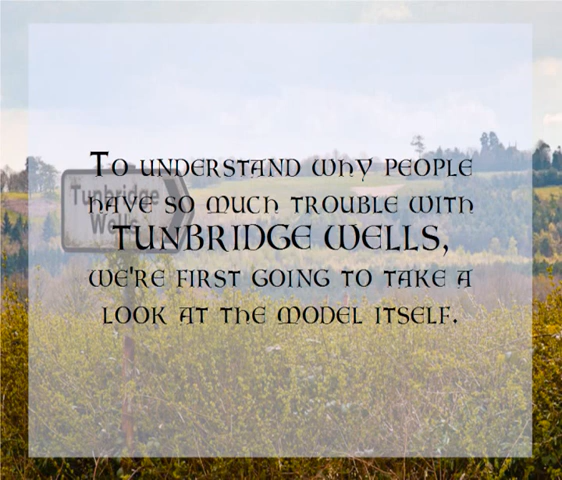 To understand why people
have so much trouble with
TUNBRIDGE WELLS,
we're first going to take a
look at the model itself.
Tunbridge
Wells